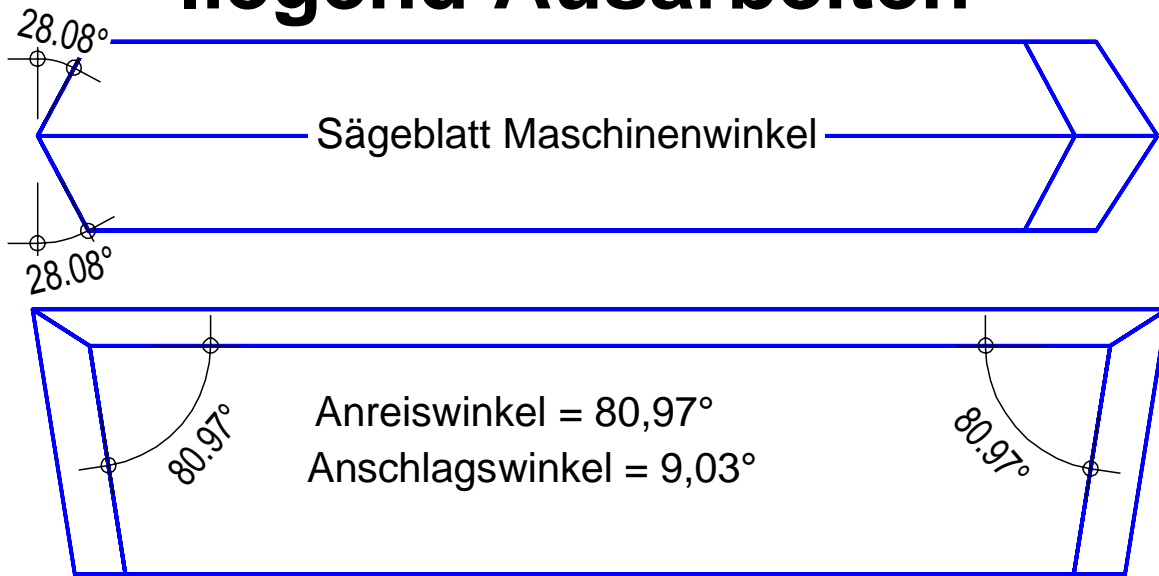 liegend Ausarbeiten
28.08°
Sägeblatt Maschinenwinkel
28.08°
Anreiswinkel = 80,97°
80.97°
80.97°
Anschlagswinkel = 9,03°